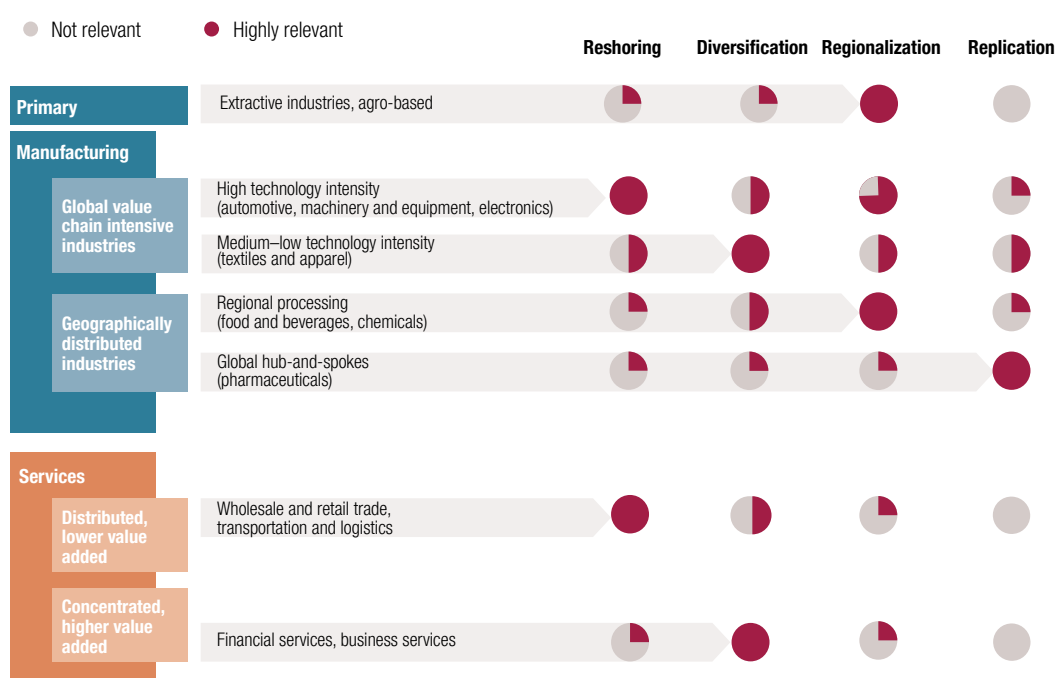 Not relevant
Highly relevant
Reshoring
Diversification
Regionalization
Replication
Primary
Extractive industries, agro-based
Manufacturing
Global value
chain intensive
industries
High technology intensity
(automotive, machinery and equipment, electronics)
Medium–low technology intensity
(textiles and apparel)
Geographically
distributed
industries
Regional processing
(food and beverages, chemicals)
Global hub-and-spokes
(pharmaceuticals)
Services
Distributed,
lower value
added
Wholesale and retail trade,
transportation and logistics
Concentrated,
higher value
added
Financial services, business services